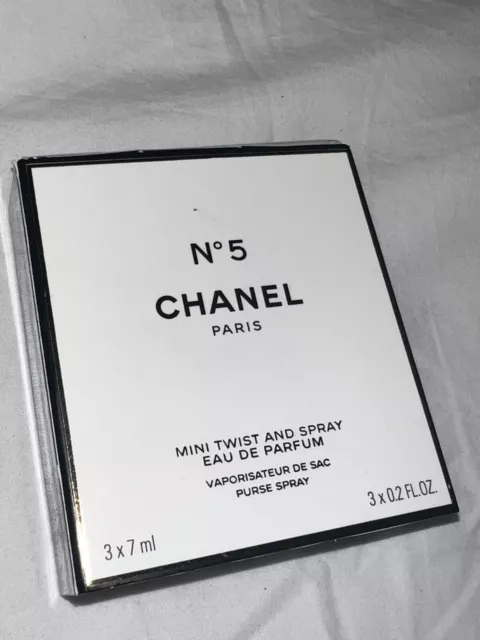 N°5
CHANEL
PARIS
MINI TWIST AND SPRAY
EAU DE PARFUM
VAPORISATEUR DE SAC
PURSE SPRAY
3 x 7 ml
3 x 0.2 FL.OZ.